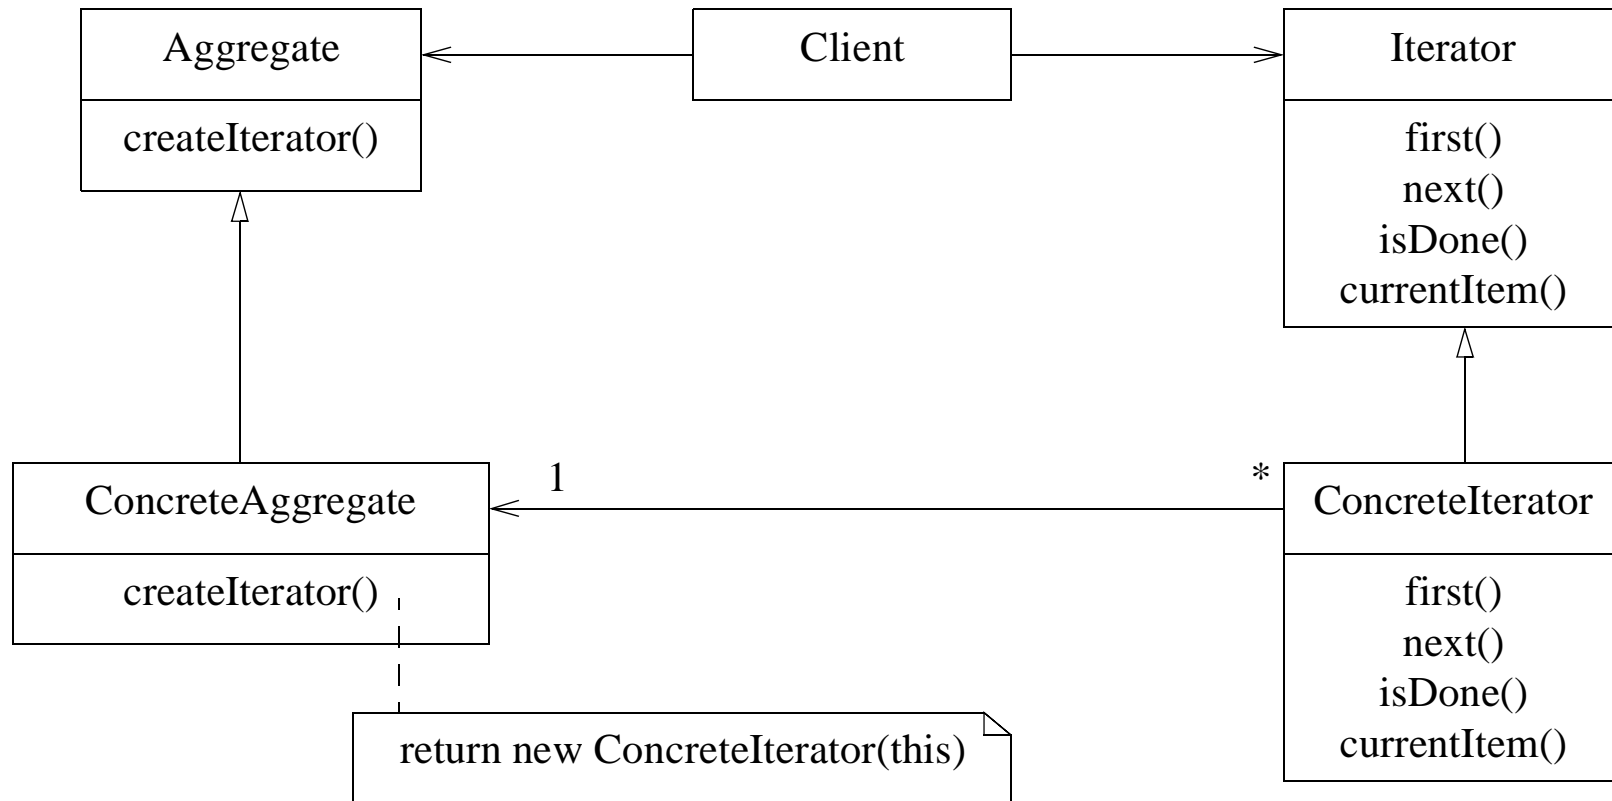 Aggregate
createIterator()
Client
Iterator
first()
next()
isDone()
currentItem()
ConcreteAggregate
createIterator()
1
*
ConcreteIterator
first()
next()
isDone()
currentItem()
return new ConcreteIterator(this)